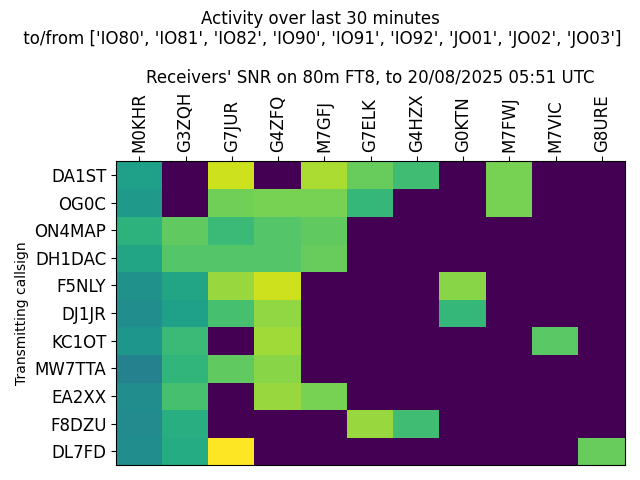 Activity over last 30 minutes
to/from ['IO80', 'IO81', 'IO82', 'IO90', 'IO91', 'IO92', 'JO01', 'JO02', 'JO03']
Receivers' SNR on 80m FT8, to 20/08/2025 05:51 UTC
M0KHR
G3ZQH
G7JUR
G4ZFQ
M7GFJ
G7ELK
G4HZX
G0KTN
M7FWJ
M7VIC
G8URE
Transmitting callsign
DA1ST
OG0C
ON4MAP
DH1DAC
F5NLY
DJ1JR
KC1OT
MW7TTA
EA2XX
F8DZU
DL7FD